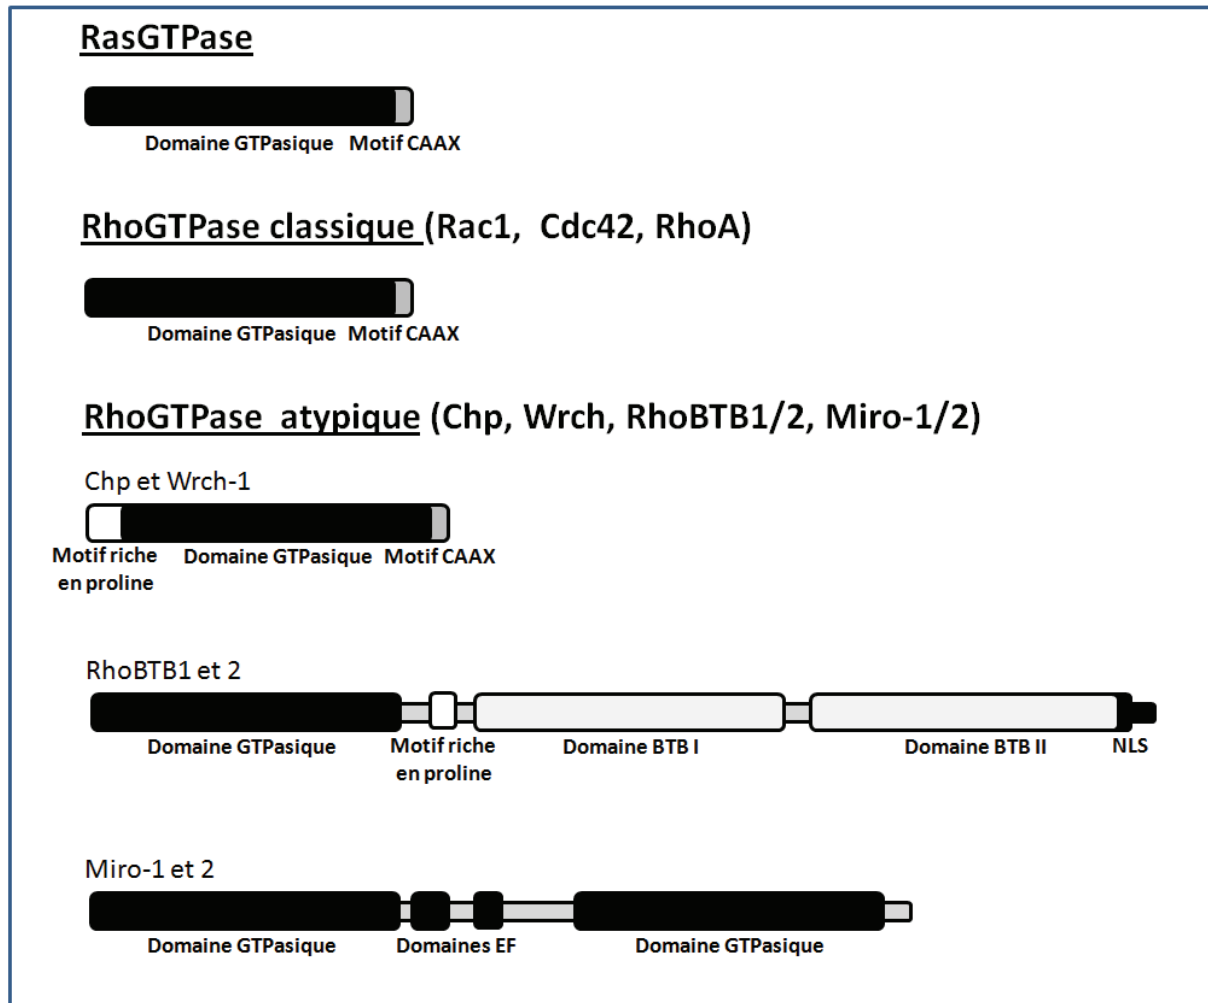 RasGTPase
Domaine GTPasique Motif CAAX
RhoGTPase classique (Rac1, Cdc42, RhoA)
Domaine GTPasique Motif CAAX
RhoGTPase atypique (Chp, Wrch, RhoBTB1/2, Miro-1/2)
Chp et Wrch-1
Motif riche en proline Domaine GTPasique Motif CAAX
RhoBTB1 et 2
Domaine GTPasique Motif riche en proline Domaine BTB I Domaine BTB II NLS
Miro-1 et 2
Domaine GTPasique Domaines EF Domaine GTPasique